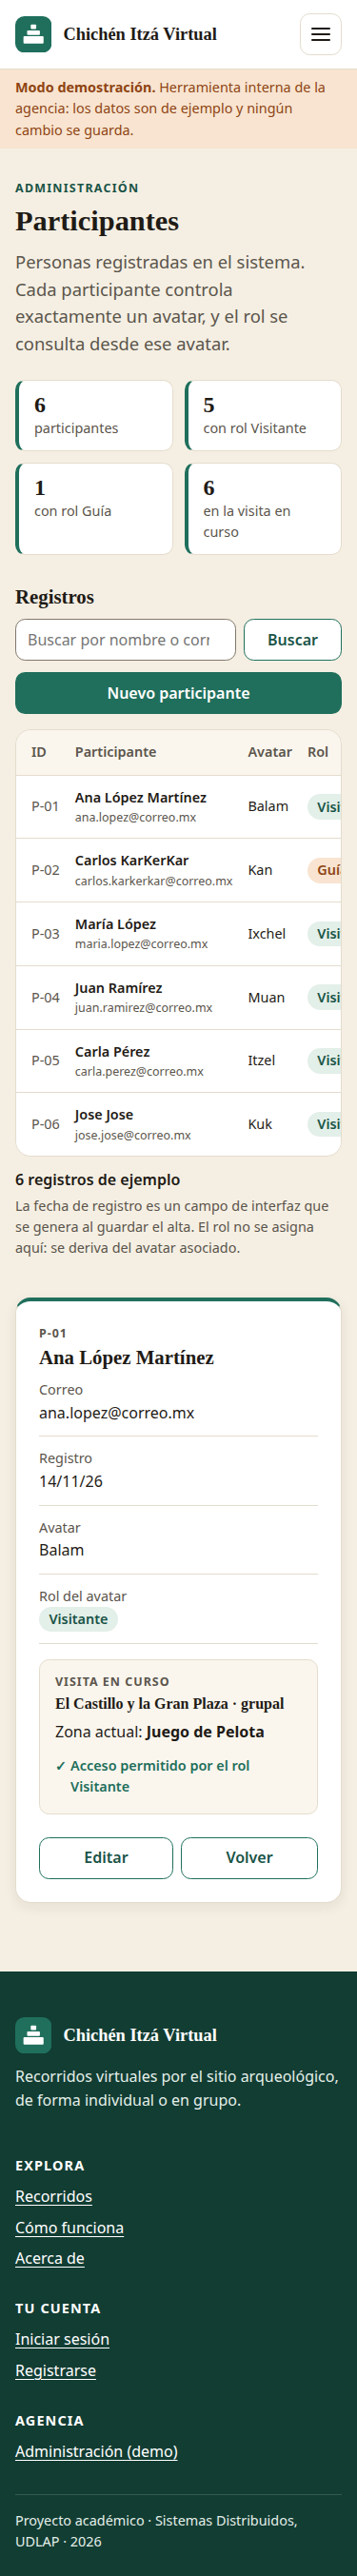 Chichén Itzá Virtual
Modo demostración. Herramienta interna de la
agencia: los datos son de ejemplo y ningún
cambio se guarda.
ADMINISTRACIÓN
Participantes
Personas registradas en el sistema.
Cada participante controla
exactamente un avatar, y el rol se
consulta desde ese avatar.
6
participantes
5
con rol Visitante
1
con rol Guía
6
en la visita en
curso
Registros
Buscar por nombre o corr
Buscar
Nuevo participante
ID Participante Avatar Rol
P-01 Ana López Martínez Balam Visi
ana.lopez@correo.mx
P-02 Carlos KarKerKar Kan Guía
carlos.karkerkar@correo.mx
P-03 María López Ixchel Visi
maria.lopez@correo.mx
P-04 Juan Ramírez Muan Visi
juan.ramirez@correo.mx
P-05 Carla Pérez Itzel Visi
carla.perez@correo.mx
P-06 Jose Jose Kuk Visi
jose.jose@correo.mx
6 registros de ejemplo
La fecha de registro es un campo de interfaz que
se genera al guardar el alta. El rol no se asigna
aquí: se deriva del avatar asociado.
P-01
Ana López Martínez
Correo
ana.lopez@correo.mx
Registro
14/11/26
Avatar
Balam
Rol del avatar
Visitante
VISITA EN CURSO
El Castillo y la Gran Plaza · grupal
Zona actual: Juego de Pelota
✓ Acceso permitido por el rol
Visitante
Editar
Volver
Chichén Itzá Virtual
Recorridos virtuales por el sitio arqueológico,
de forma individual o en grupo.
EXPLORA
Recorridos
Cómo funciona
Acerca de
TU CUENTA
Iniciar sesión
Registrarse
AGENCIA
Administración (demo)
Proyecto académico · Sistemas Distribuidos,
UDLAP · 2026